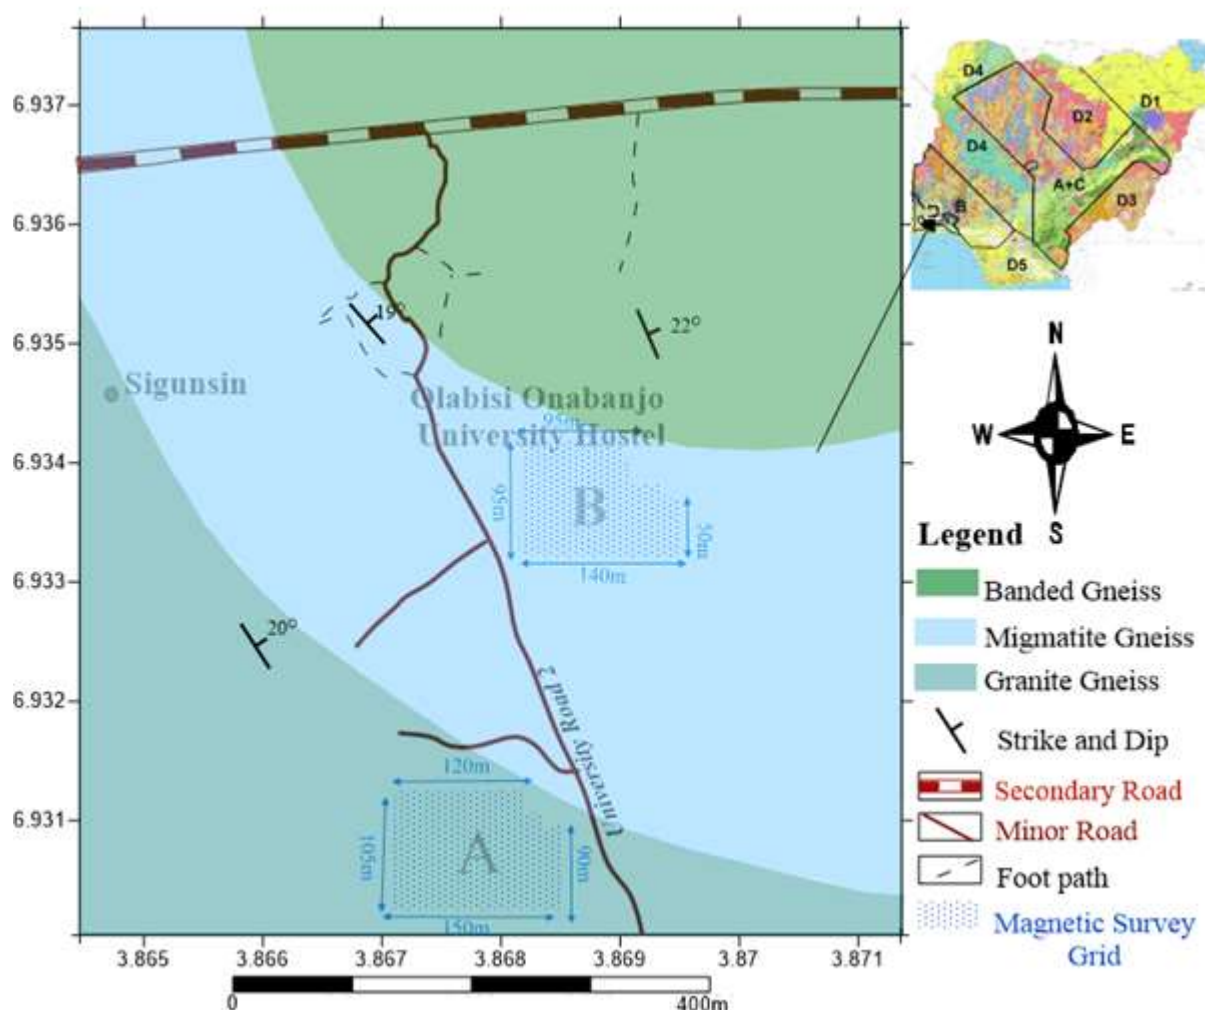 6.937
6.936
6.935
6.934
6.933
6.932
6.931
3.865
3.866
3.867
3.868
3.869
3.87
3.871
0
400m
19°
22°
20°
Sigunsin
Olabisi Onabanjo
University Hostel
95m
95m
B
50m
140m
University Road 2
120m
105m
A
90m
150m
D4
D1
D2
D4
A+C
D3
B
D5
N
W
E
S
Legend
Banded Gneiss
Migmatite Gneiss
Granite Gneiss
Strike and Dip
Secondary Road
Minor Road
Foot path
Magnetic Survey
Grid